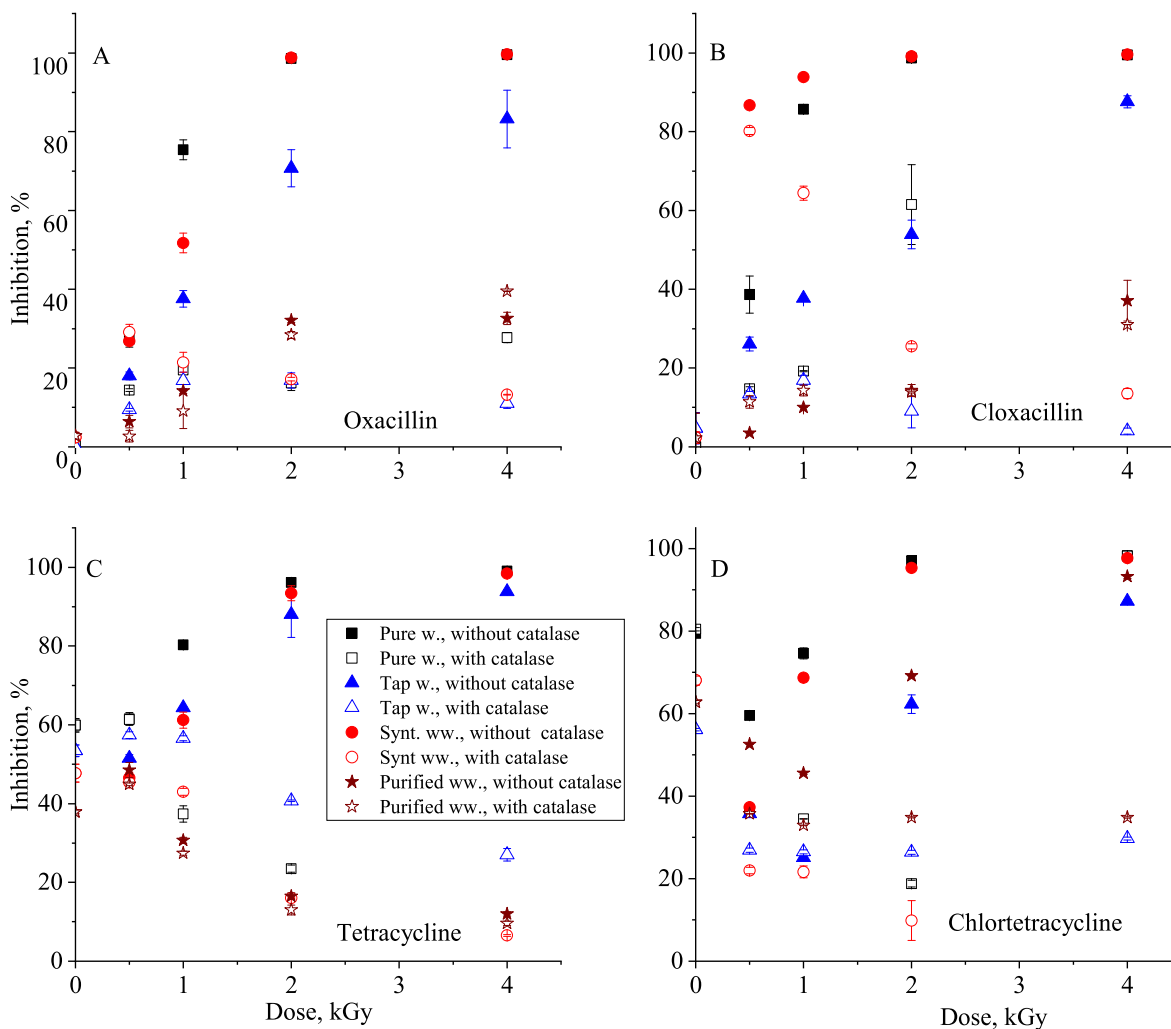 A
100
80
60
40
20
0
Inhibition, %
Oxacillin
0
1
2
3
4
B
100
80
60
40
20
0
Inhibition, %
Cloxacillin
0
1
2
3
4
C
100
80
60
40
20
0
Inhibition, %
Pure w., without catalase
Pure w., with catalase
Tap w., without catalase
Tap w., with catalase
Synt. ww., without catalase
Synt ww., with catalase
Purified ww., without catalase
Purified ww., with catalase
Tetracycline
0
1
2
3
4
Dose, kGy
D
100
80
60
40
20
0
Chlortetracycline
0
1
2
3
4
Dose, kGy